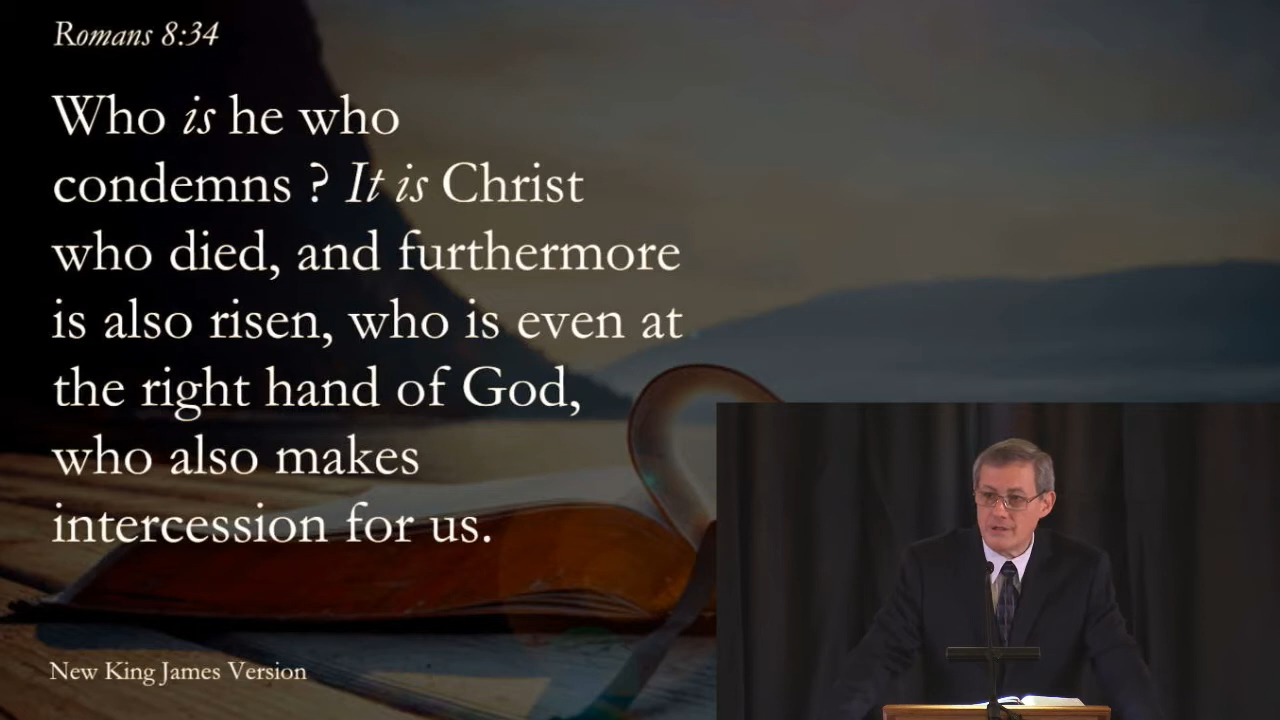 Romans 8:34
Who is he who
condemns ? It is Christ
who died, and furthermore
is also risen, who is even at
the right hand of God,
who also makes
intercession for us.
New King James Version